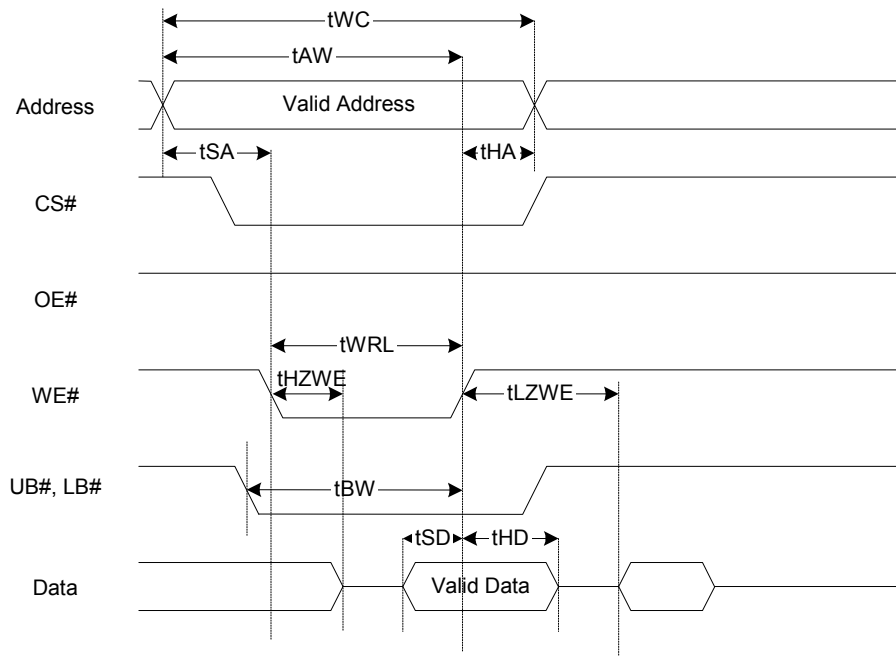 tWC
tAW
Address
Valid Address
tSA
tHA
CS#
OE#
tWRL
tHZWE
WE#
tLZWE
UB#, LB#
tBW
tSD
tHD
Data
Valid Data